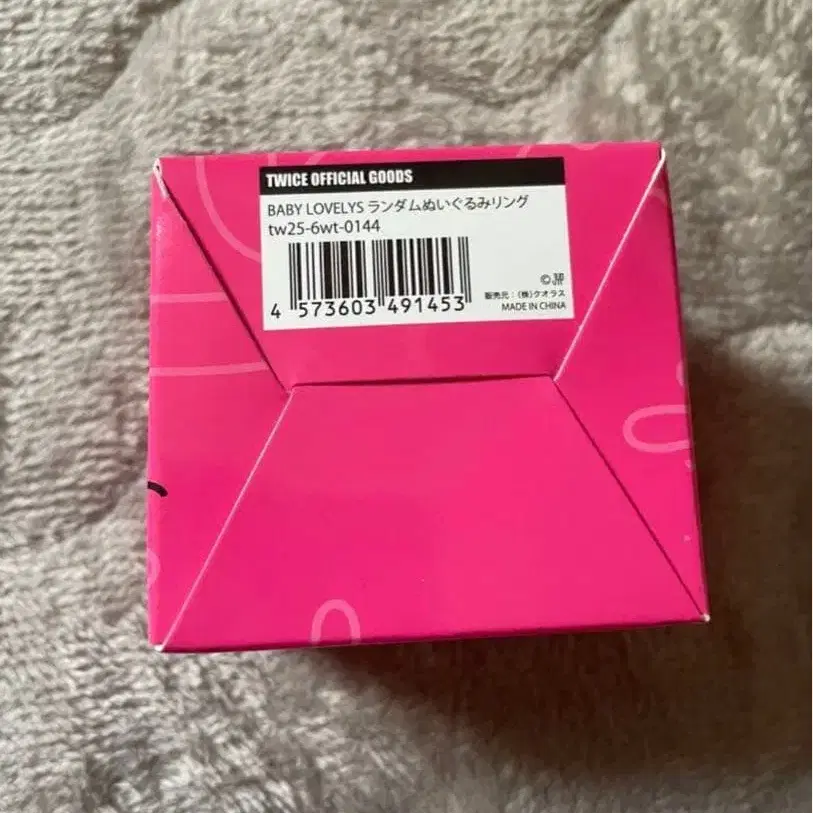 TWICE OFFICIAL GOODS
BABY LOVELYS ランダムぬいぐるみリング
tw25-6wt-0144
4 573603 491453
©
販売元：(株)クオラス
MADE IN CHINA